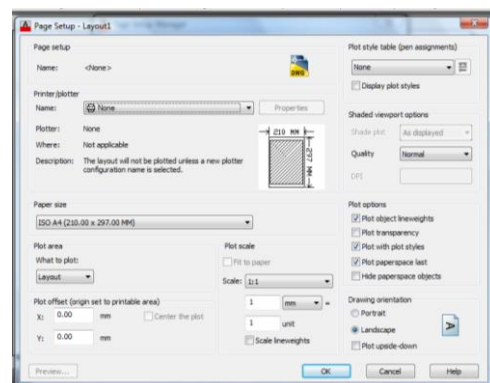 Page Setup - Layout1
Page setup
Name: <None>
DWG
Printer/plotter
Name: None
Properties
Plotter: None
Where: Not applicable
Description: The layout will not be plotted unless a new plotter
configuration name is selected.
210 MM
297 MM
Paper size
ISO A4 (210.00 x 297.00 MM)
Plot area
What to plot:
Layout
Plot offset (origin set to printable area)
X: 0.00 mm
Center the plot
Y: 0.00 mm
Plot scale
Fit to paper
Scale: 1:1
1 mm =
1 unit
Scale lineweights
Plot style table (pen assignments)
None
Display plot styles
Shaded viewport options
Shade plot As displayed
Quality Normal
DPI
Plot options
Plot object lineweights
Plot transparency
Plot with plot styles
Plot paperspace last
Hide paperspace objects
Drawing orientation
Portrait
Landscape
Plot upside-down
A
Preview...
OK
Cancel
Help